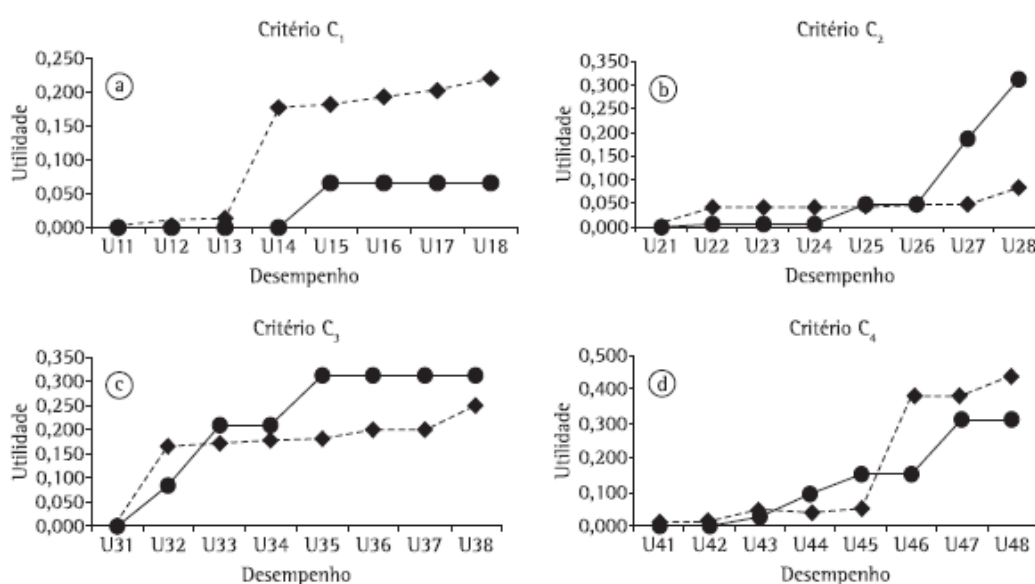 Critério C₁
0,250
0,200
0,150
0,100
0,050
0,000
Utilidade
a
U11 U12 U13 U14 U15 U16 U17 U18
Desempenho
Critério C₂
0,350
0,300
0,250
0,200
0,150
0,100
0,050
0,000
Utilidade
b
U21 U22 U23 U24 U25 U26 U27 U28
Desempenho
Critério C₃
0,350
0,300
0,250
0,200
0,150
0,100
0,050
0,000
Utilidade
c
U31 U32 U33 U34 U35 U36 U37 U38
Desempenho
Critério C₄
0,500
0,400
0,300
0,200
0,100
0,000
Utilidade
d
U41 U42 U43 U44 U45 U46 U47 U48
Desempenho